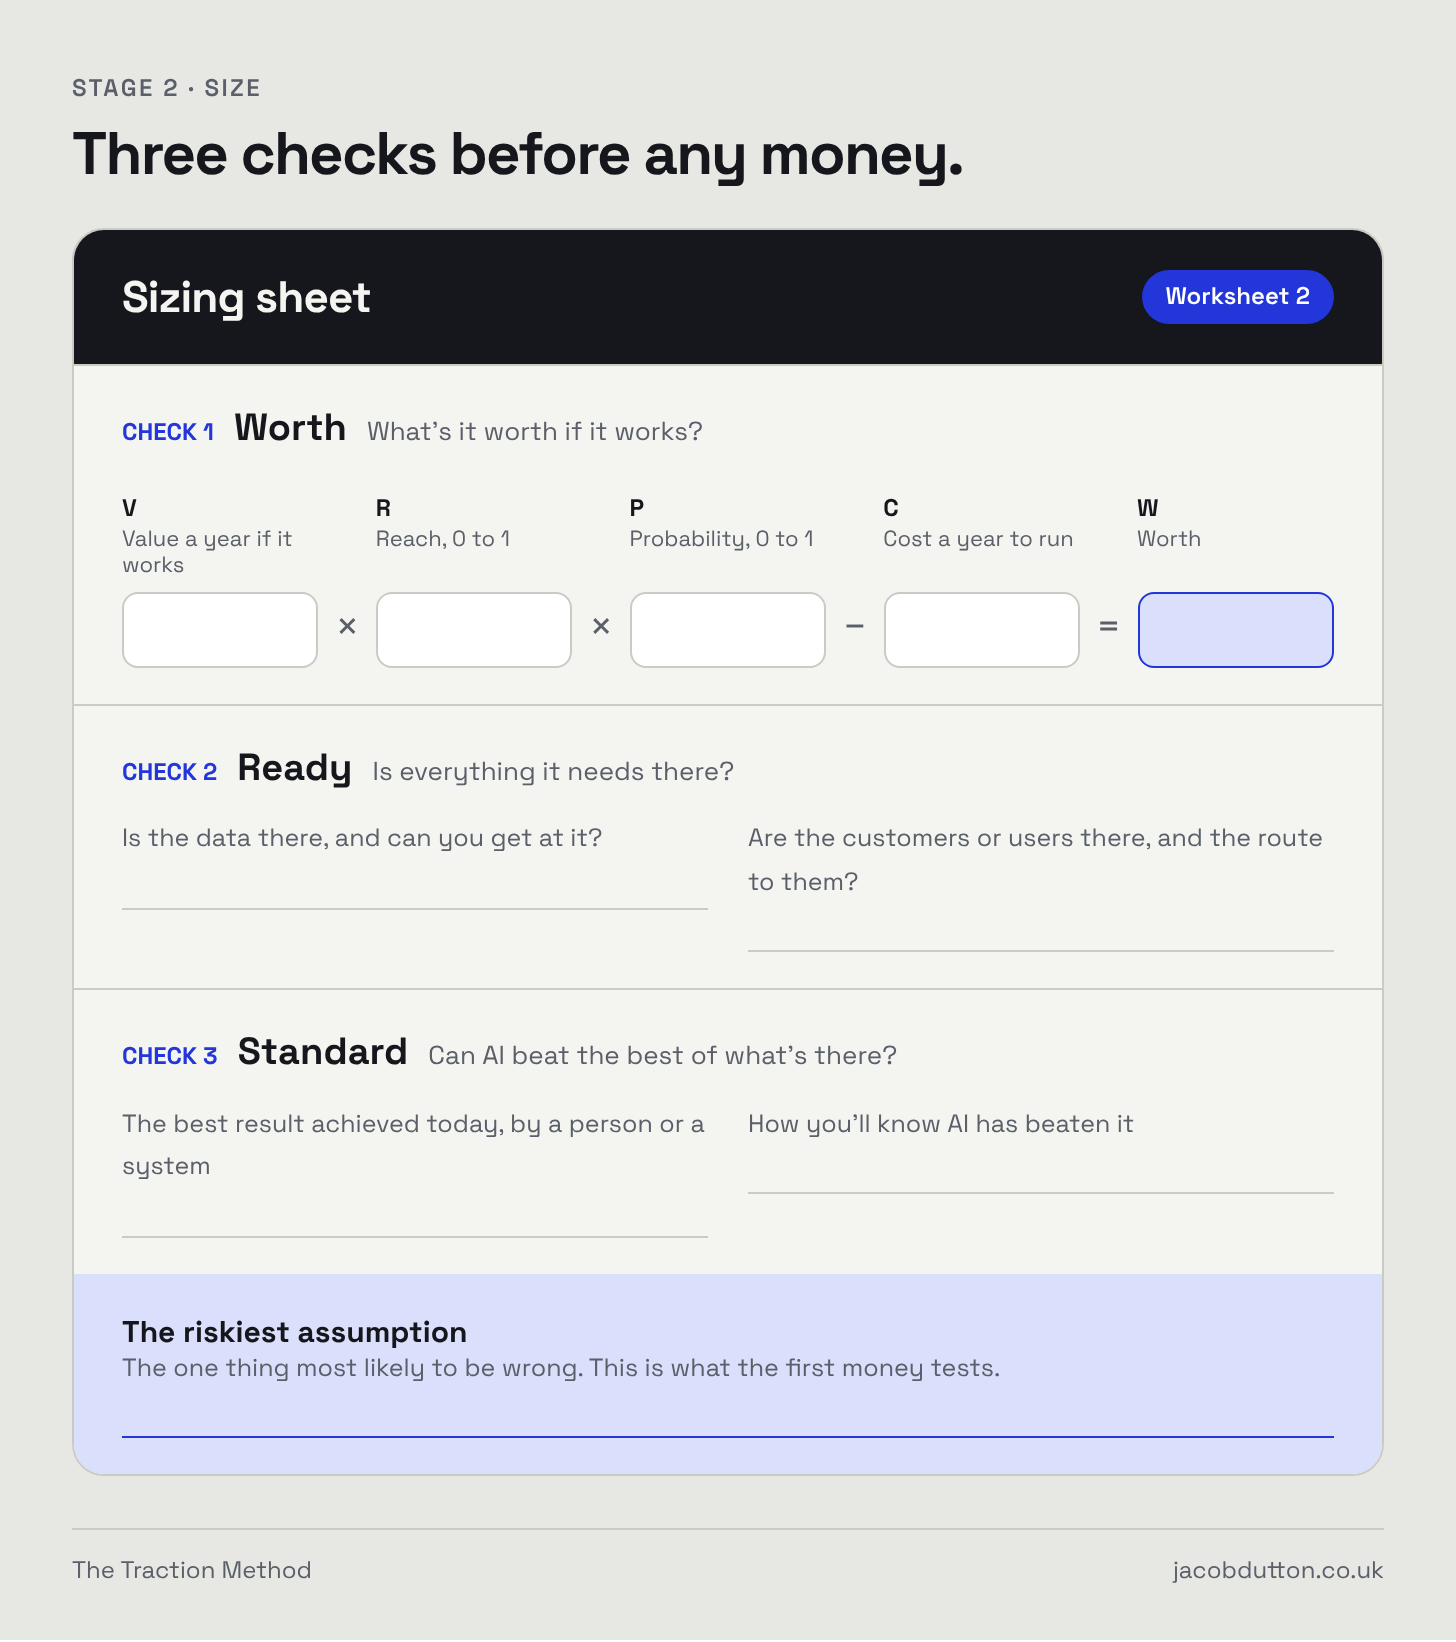 STAGE 2 · SIZE
Three checks before any money.
Sizing sheet
Worksheet 2
CHECK 1 Worth What’s it worth if it works?
V
Value a year if it
works
R
Reach, 0 to 1
P
Probability, 0 to 1
C
Cost a year to run
W
Worth
× × − =
CHECK 2 Ready Is everything it needs there?
Is the data there, and can you get at it?
Are the customers or users there, and the route
to them?
CHECK 3 Standard Can AI beat the best of what’s there?
The best result achieved today, by a person or a
system
How you’ll know AI has beaten it
The riskiest assumption
The one thing most likely to be wrong. This is what the first money tests.
The Traction Method
jacobdutton.co.uk